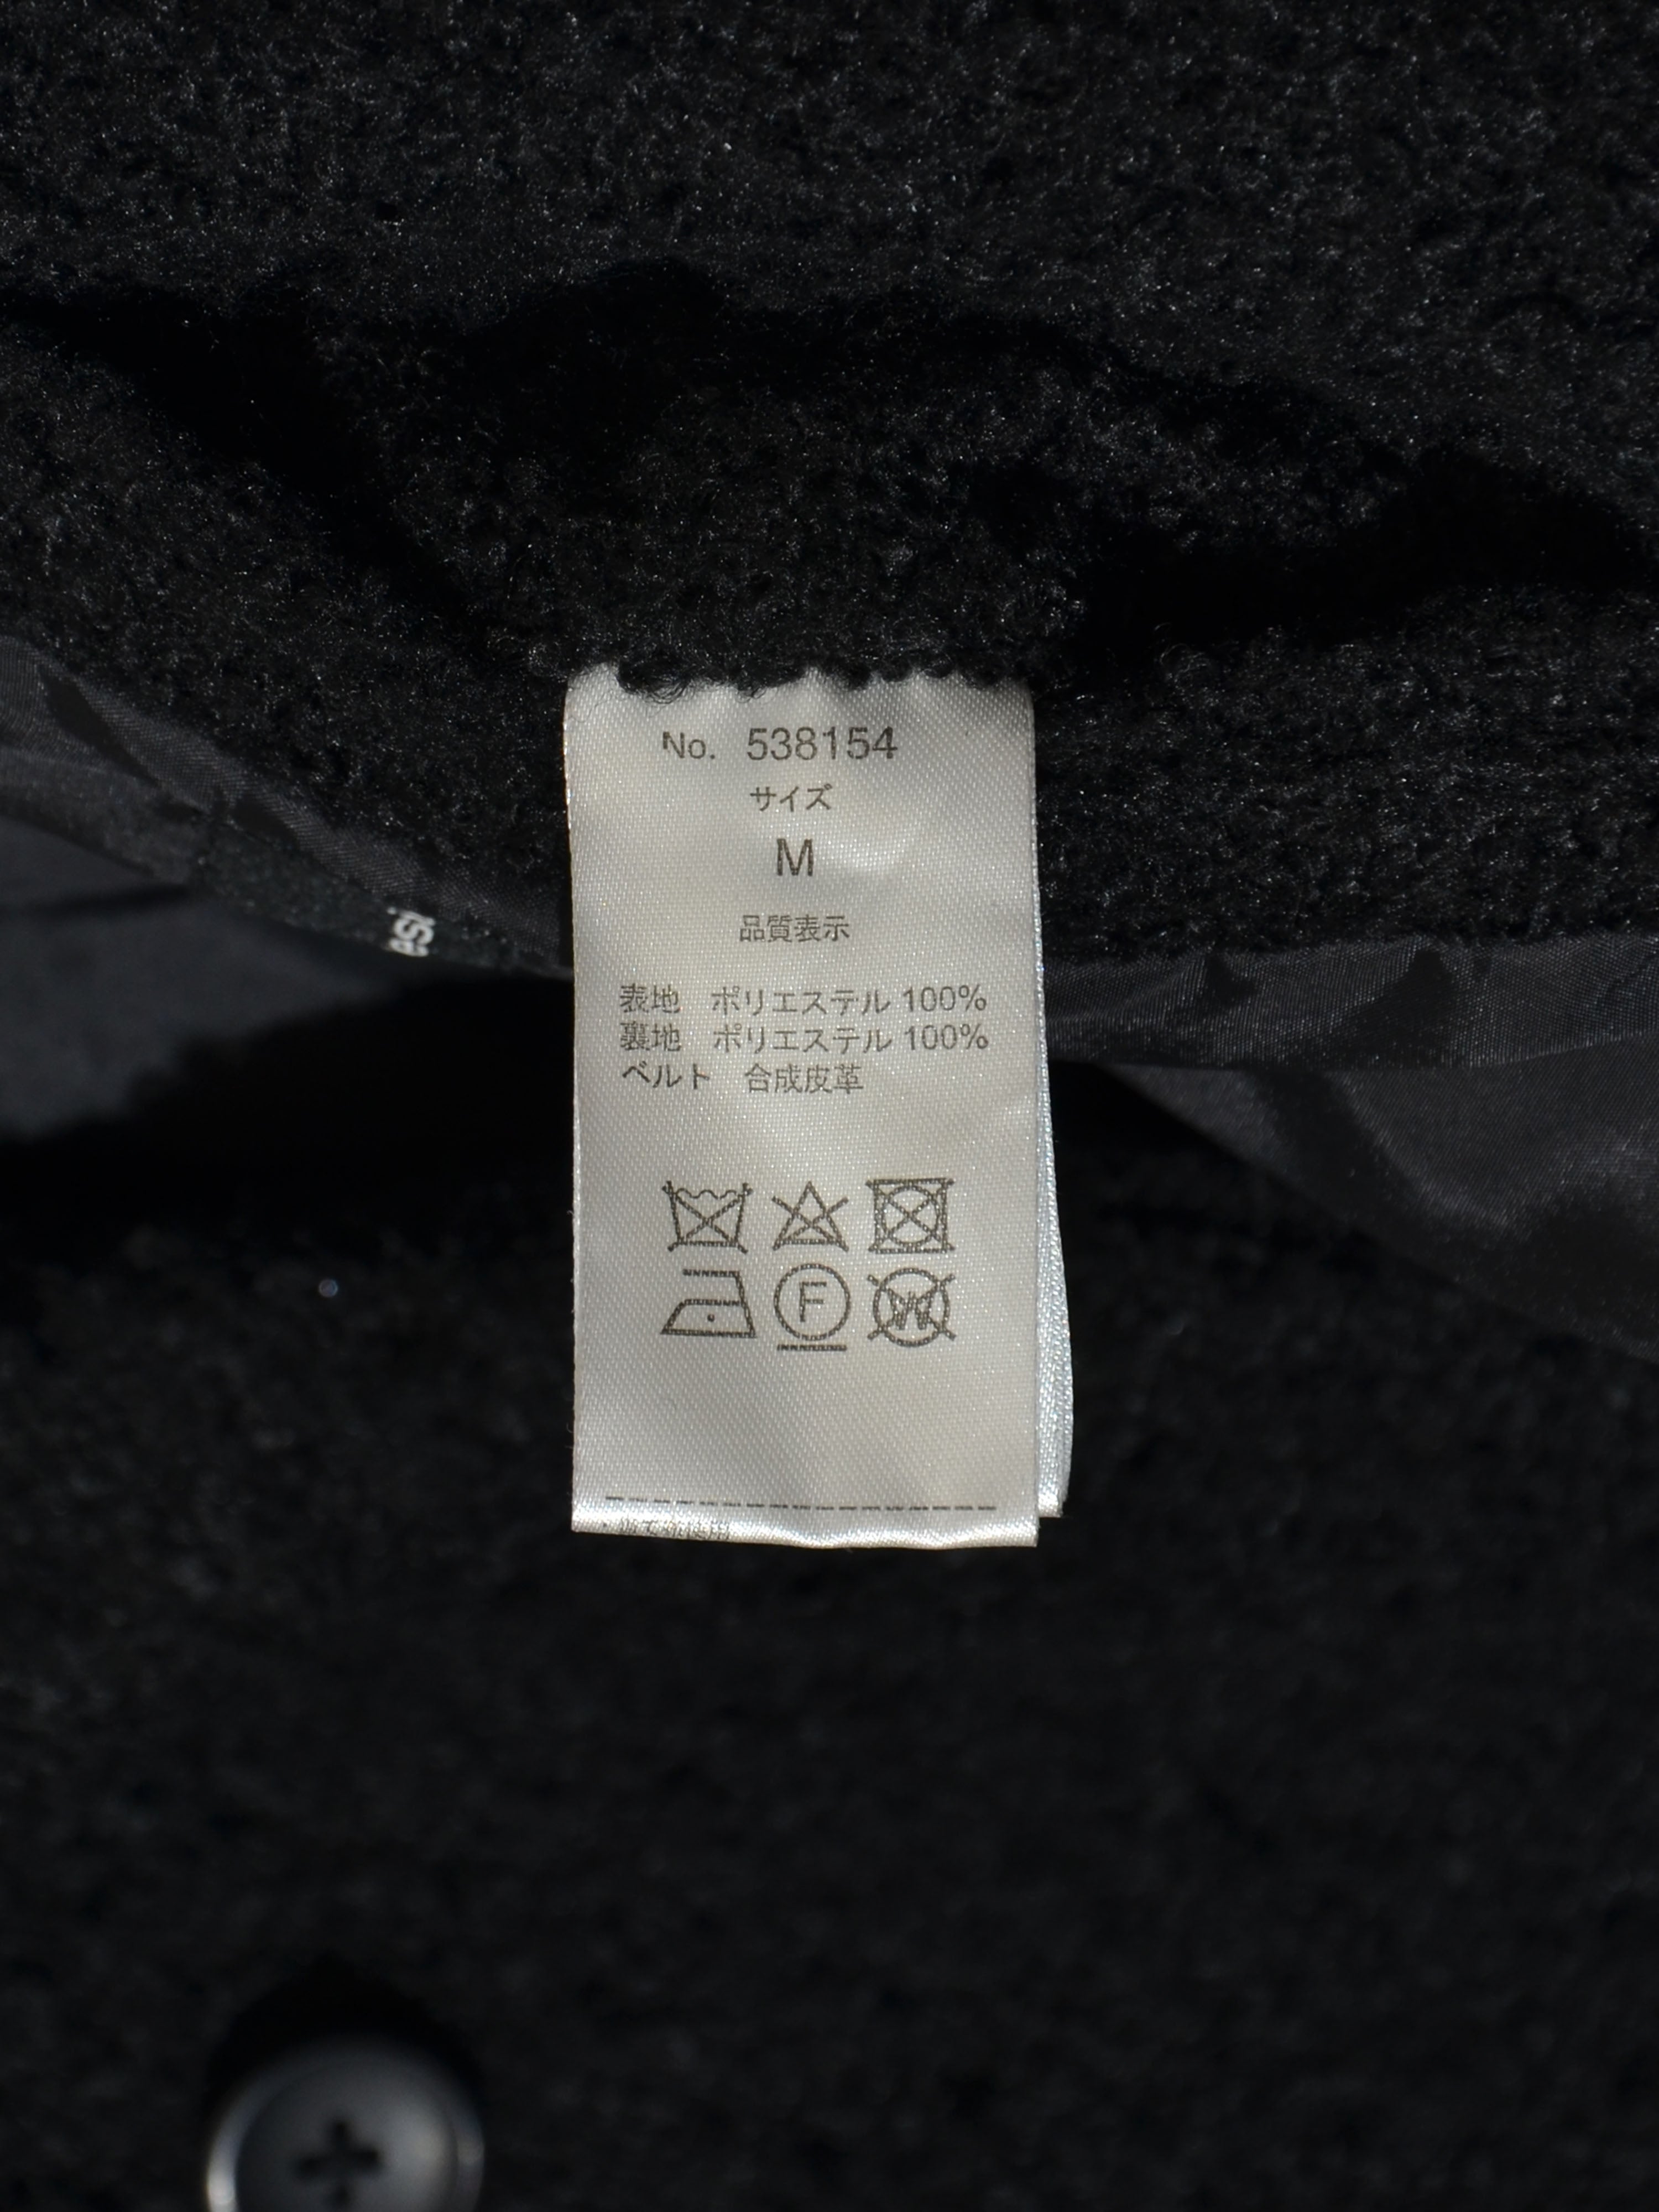 No. 538154
サイズ
M
品質表示
表地 ポリエステル 100%
裏地 ポリエステル 100%
ベルト 合成皮革
F
W